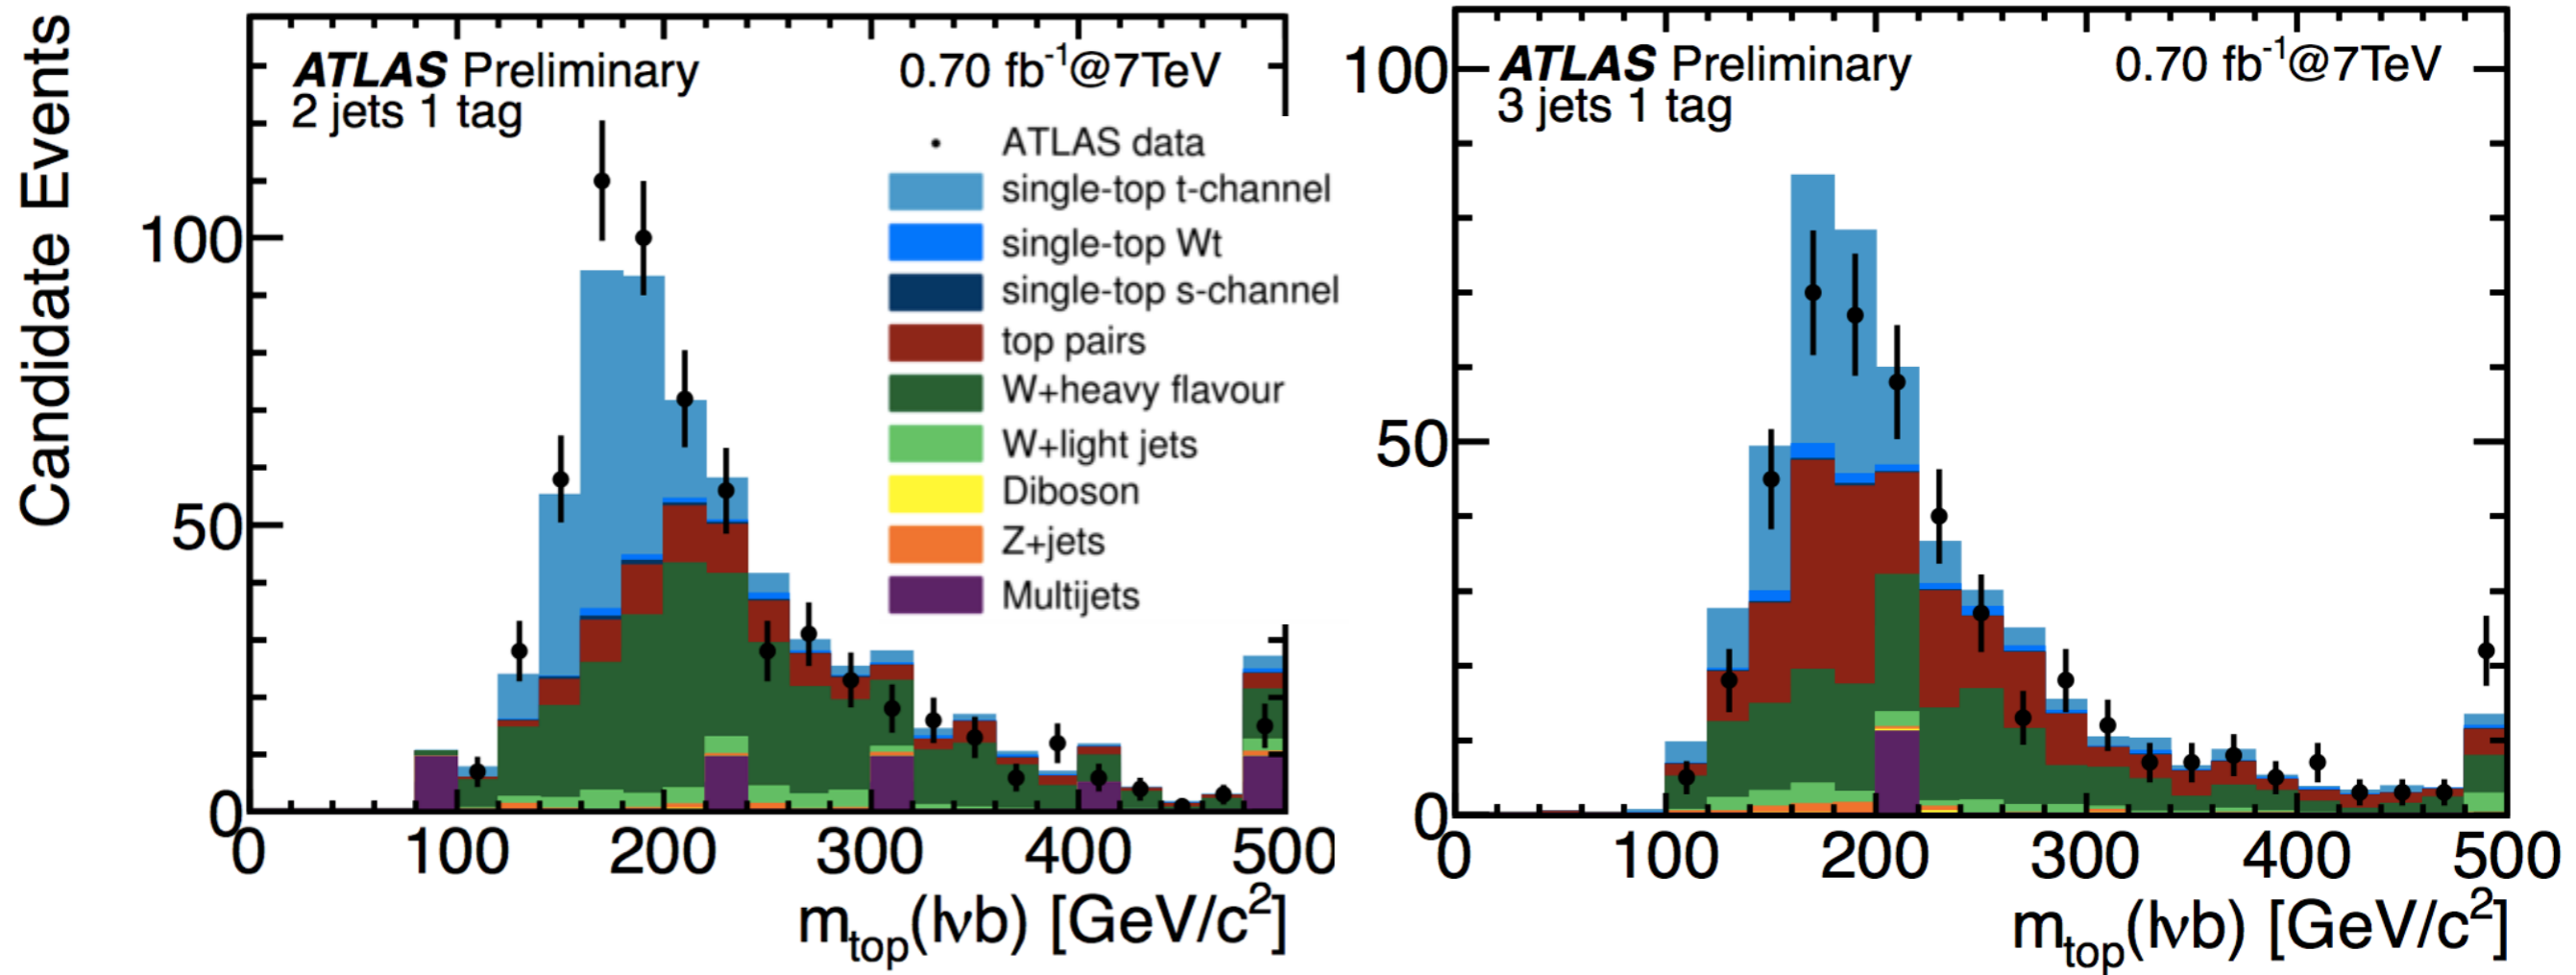 Candidate Events
ATLAS Preliminary
0.70 fb⁻¹@7TeV
2 jets 1 tag
ATLAS data
single-top t-channel
single-top Wt
single-top s-channel
top pairs
W+heavy flavour
W+light jets
Diboson
Z+jets
Multijets
100
50
0
0 100 200 300 400 500
m_top(lνb) [GeV/c²]
ATLAS Preliminary
0.70 fb⁻¹@7TeV
3 jets 1 tag
100
50
0
0 100 200 300 400 500
m_top(lνb) [GeV/c²]